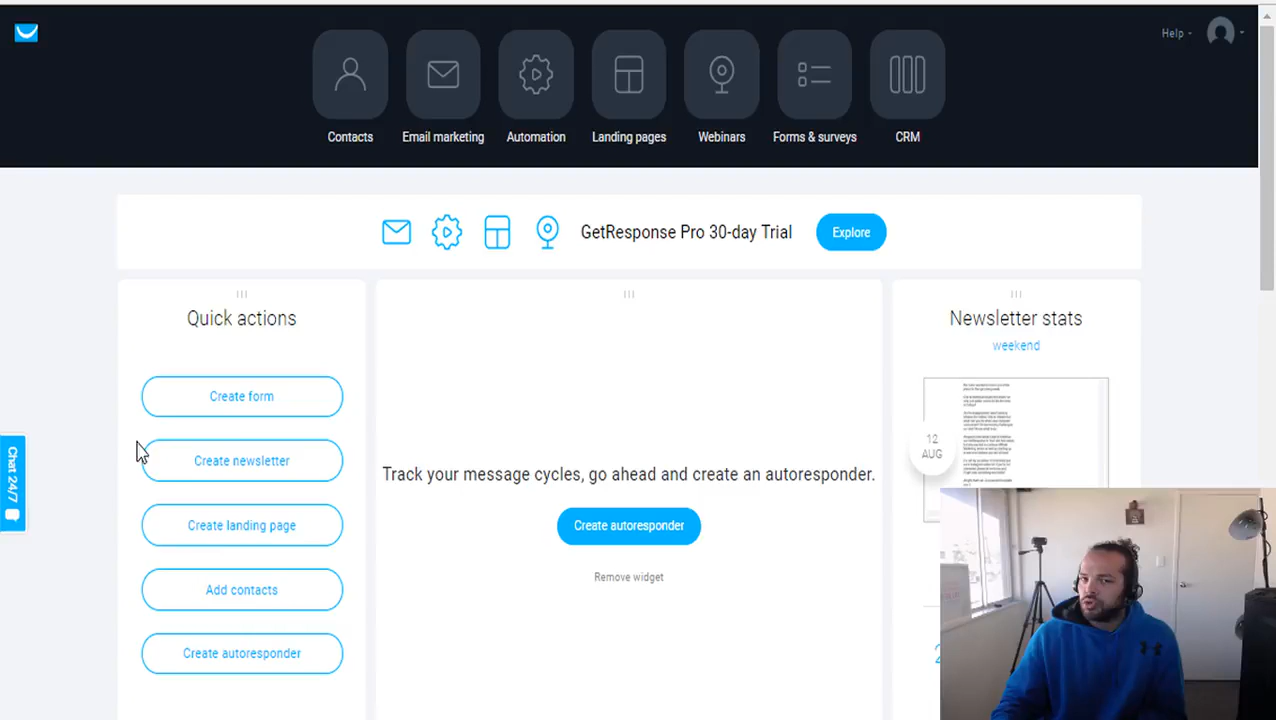 Help
Contacts
Email marketing
Automation
Landing pages
Webinars
Forms & surveys
CRM
GetResponse Pro 30-day Trial
Explore
Quick actions
Create form
Create newsletter
Create landing page
Add contacts
Create autoresponder
Track your message cycles, go ahead and create an autoresponder.
Create autoresponder
Remove widget
Newsletter stats
weekend
12
AUG
Chat 24/7